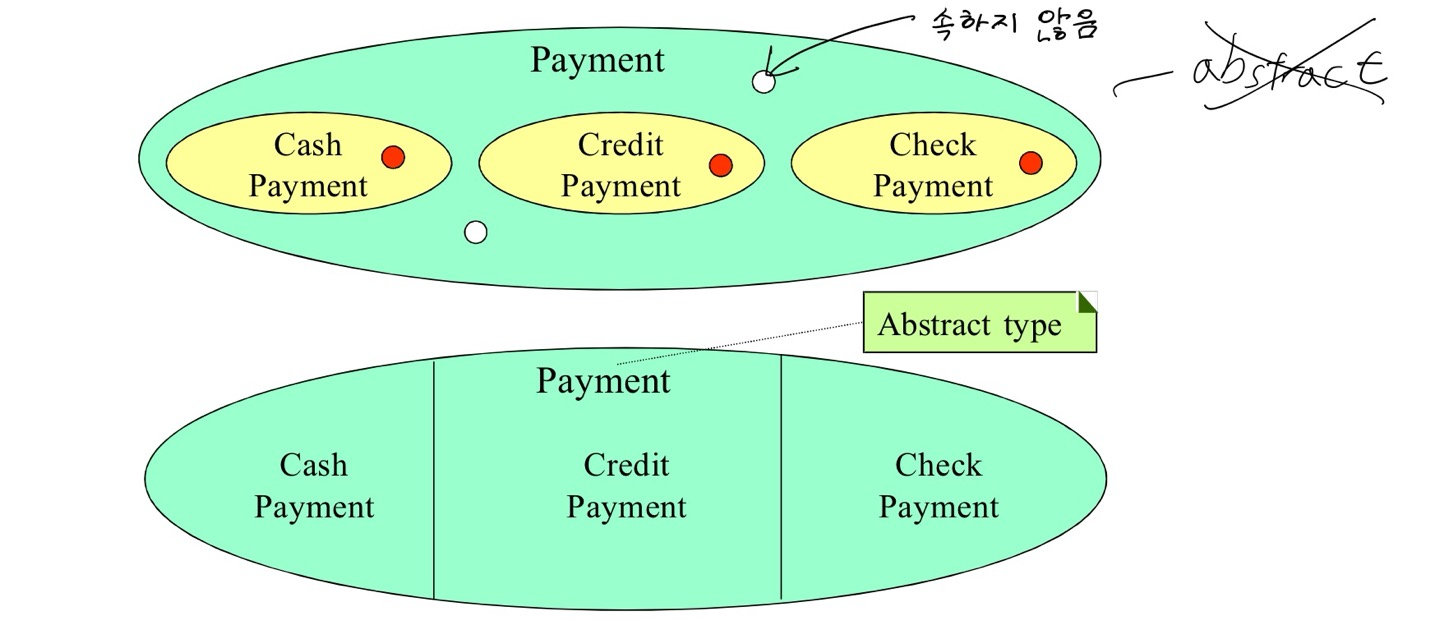 속하지 않음
Payment
abstract
Cash
Payment
Credit
Payment
Check
Payment
Abstract type
Payment
Cash
Payment
Credit
Payment
Check
Payment